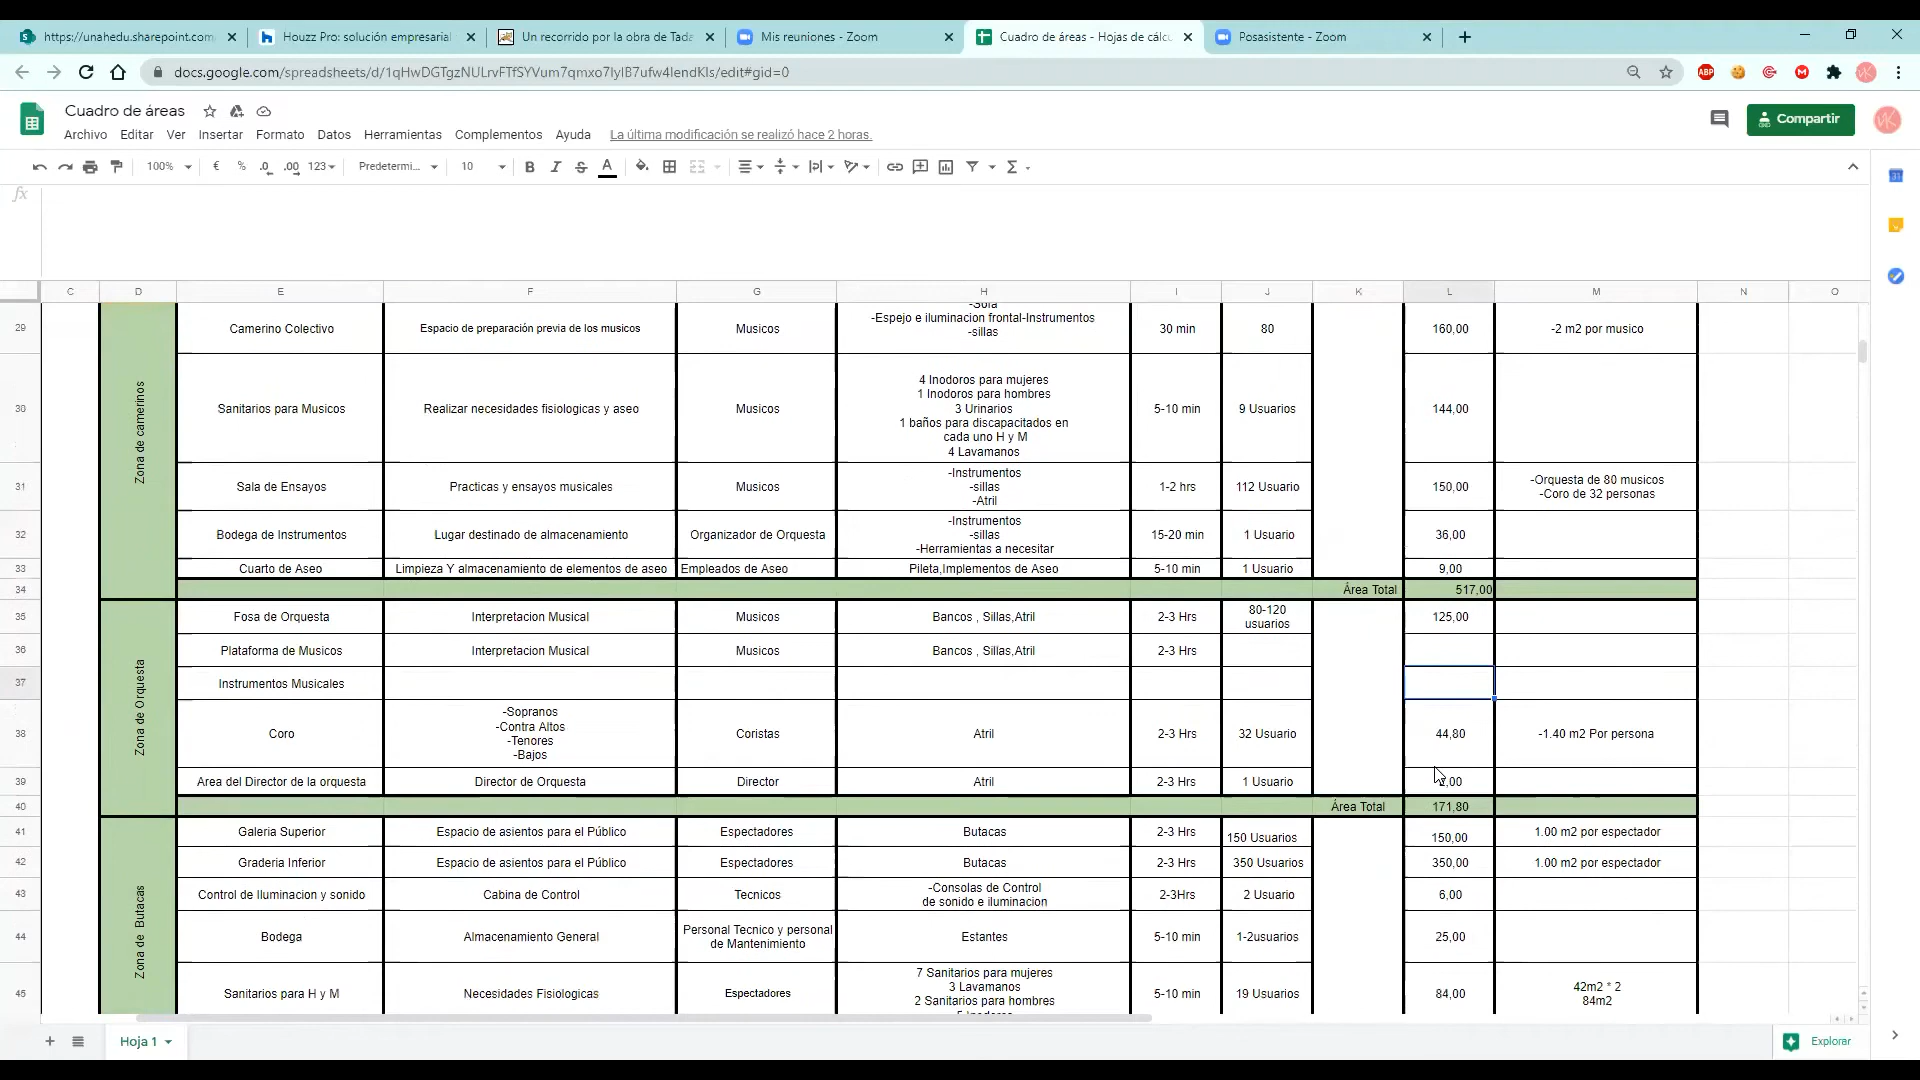 https://unahedu.sharepoint.com
Houzz Pro: solución empresarial
Un recorrido por la obra de Tada
Mis reuniones - Zoom
Cuadro de áreas - Hojas de cálcu
Posasistente - Zoom
Cuadro de áreas
Archivo Editar Ver Insertar Formato Datos Herramientas Complementos Ayuda La última modificación se realizó hace 2 horas.
Compartir
100% € % .0 .00 123 Predetermi... 10 B I S A
fx
C D E F G H I J K L M N O
Zona de camerinos
-Sofa
29 Camerino Colectivo Espacio de preparación previa de los musicos Musicos -Espejo e iluminacion frontal-Instrumentos 30 min 80 160,00 -2 m2 por musico
-sillas
4 Inodoros para mujeres
1 Inodoros para hombres
30 Sanitarios para Musicos Realizar necesidades fisiologicas y aseo Musicos 3 Urinarios 5-10 min 9 Usuarios 144,00
1 baños para discapacitados en
cada uno H y M
4 Lavamanos
-Instrumentos -Orquesta de 80 musicos
31 Sala de Ensayos Practicas y ensayos musicales Musicos -sillas 1-2 hrs 112 Usuario 150,00 -Coro de 32 personas
-Atril
-Instrumentos
32 Bodega de Instrumentos Lugar destinado de almacenamiento Organizador de Orquesta -sillas 15-20 min 1 Usuario 36,00
-Herramientas a necesitar
33 Cuarto de Aseo Limpieza Y almacenamiento de elementos de aseo Empleados de Aseo Pileta,Implementos de Aseo 5-10 min 1 Usuario 9,00
34 Área Total 517,00
Zona de Orquesta
35 Fosa de Orquesta Interpretacion Musical Musicos Bancos , Sillas,Atril 2-3 Hrs 80-120 125,00
usuarios
36 Plataforma de Musicos Interpretacion Musical Musicos Bancos , Sillas,Atril 2-3 Hrs
37 Instrumentos Musicales
-Sopranos
-Contra Altos
38 Coro -Tenores Coristas Atril 2-3 Hrs 32 Usuario 44,80 -1.40 m2 Por persona
-Bajos
39 Area del Director de la orquesta Director de Orquesta Director Atril 2-3 Hrs 1 Usuario
40 Área Total 171,80
Zona de Butacas
41 Galeria Superior Espacio de asientos para el Público Espectadores Butacas 2-3 Hrs 150 Usuarios 150,00 1.00 m2 por espectador
42 Graderia Inferior Espacio de asientos para el Público Espectadores Butacas 2-3 Hrs 350 Usuarios 350,00 1.00 m2 por espectador
43 Control de Iluminacion y sonido Cabina de Control Tecnicos -Consolas de Control 2-3Hrs 2 Usuario 6,00
de sonido e iluminacion
44 Bodega Almacenamiento General Personal Tecnico y personal Estantes 5-10 min 1-2usuarios 25,00
de Mantenimiento
7 Sanitarios para mujeres
45 Sanitarios para H y M Necesidades Fisiologicas Espectadores 3 Lavamanos 5-10 min 19 Usuarios 84,00 42m2 * 2
2 Sanitarios para hombres 84m2
Hoja 1
Explorar